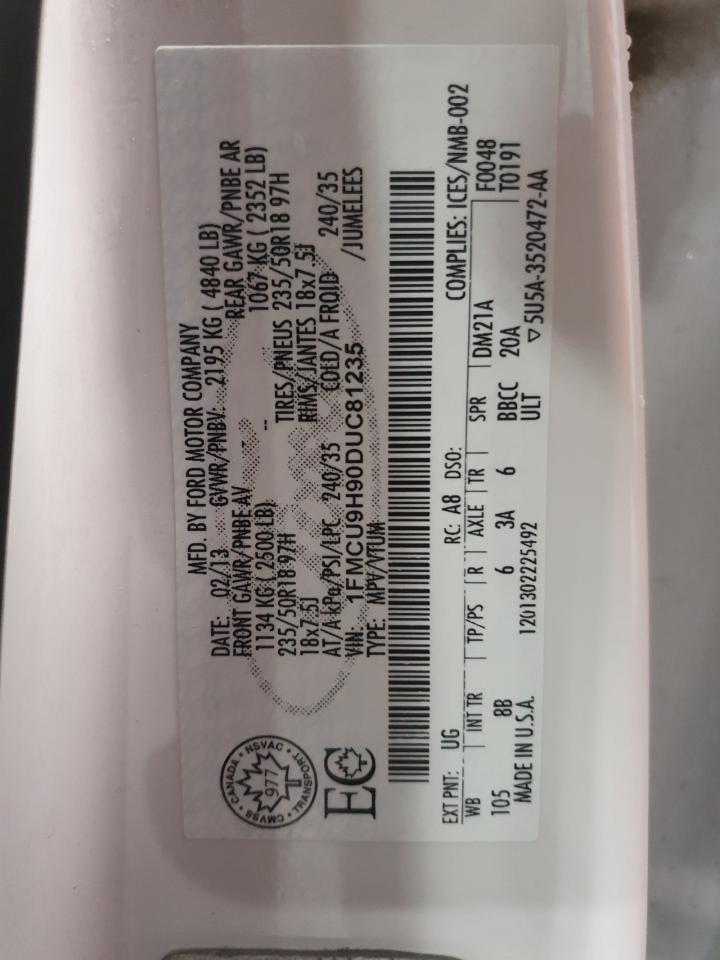 MFD. BY FORD MOTOR COMPANY
DATE: 02/13 GVWR/PNBV: 2195 KG ( 4840 LB)
FRONT GAWR/PNBE AV REAR GAWR/PNBE AR
1134 KG ( 2500 LB) -- 1067 KG ( 2352 LB)
235/50R18 97H TIRES/PNEUS 235/50R18 97H
18x7.5J RIMS/JANTES 18x7.5J
AT/A kPa/PSI/LPC 240/35 COLD/A FROID 240/35
VIN: 1FMCU9H90DUC81235 /JUMELEES
TYPE: MPV/VTUM
CANADA • NSVAC • TRANSPORT • CMVSS •
977
EC
COMPLIES: ICES/NMB-002
EXT PNT: UG RC: A8 DSO: F0048
WB INT TR TP/PS R AXLE TR SPR DM21A T0191
105 8B 6 3A 6 BBCC 20A
MADE IN U.S.A. 1201302225492 ULT ▽ 5U5A-3520472-AA